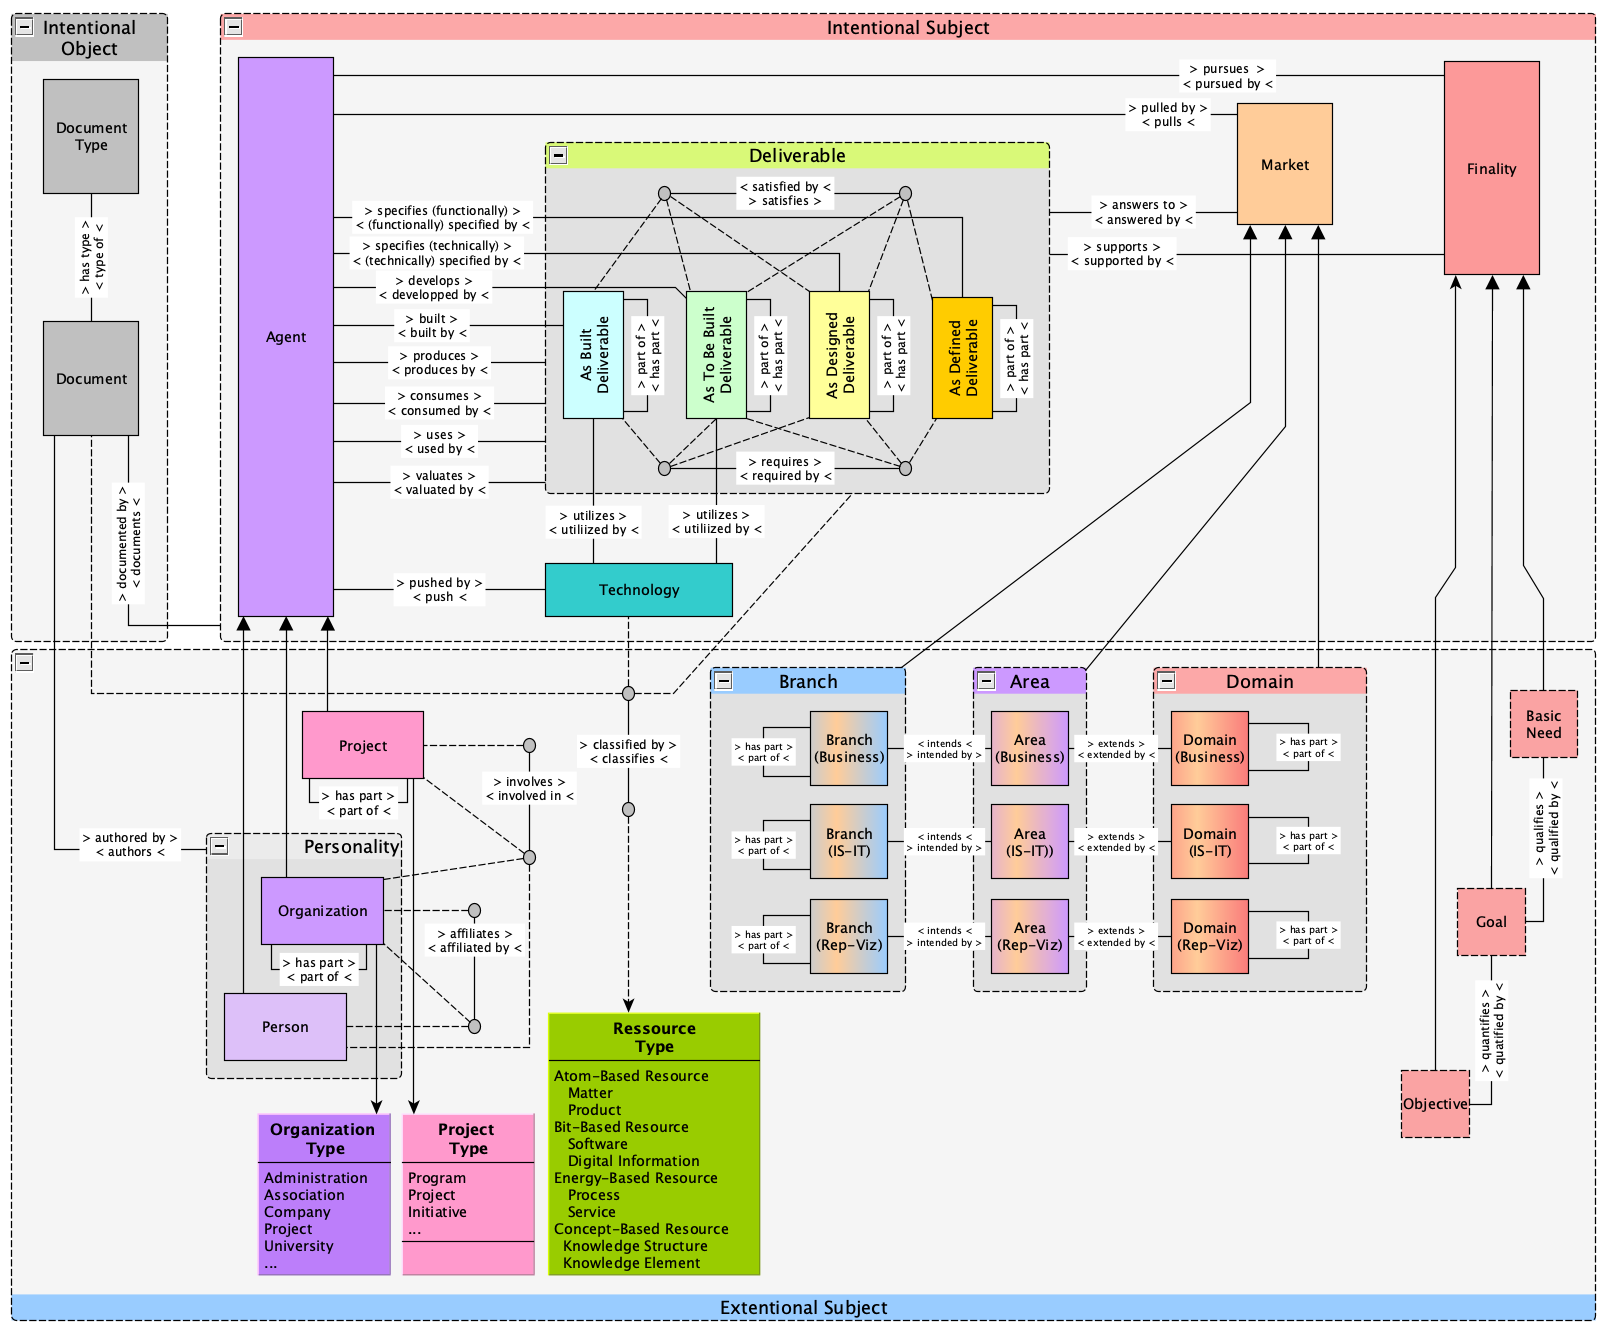 Intentional
Object
Intentional Subject
Document
Type
> has type >
< type of <
Document
> documented by >
< documents <
Agent
> pursues >
< pursued by <
> pulled by >
< pulls <
Market
Finality
Deliverable
< satisfied by <
> satisfies >
> answers to >
< answered by <
> supports >
< supported by <
> specifies (functionally) >
< (functionally) specified by <
> specifies (technically) >
< (technically) specified by <
> develops >
< developped by <
> built >
< built by <
> produces >
< produces by <
> consumes >
< consumed by <
> uses >
< used by <
> valuates >
< valuated by <
As Built
Deliverable
> part of >
< has part <
As To Be Built
Deliverable
> part of >
< has part <
As Designed
Deliverable
> part of >
< has part <
As Defined
Deliverable
> part of >
< has part <
> requires >
< required by <
> utilizes >
< utiliized by <
> utilizes >
< utiliized by <
> pushed by >
< push <
Technology
Project
> has part >
< part of <
> involves >
< involved in <
> classified by >
< classifies <
> authored by >
< authors <
Personality
Organization
> has part >
< part of <
> affiliates >
< affiliated by <
Person
Branch
Area
Domain
> has part >
< part of <
Branch
(Business)
< intends <
> intended by >
Area
(Business)
> extends >
< extended by <
Domain
(Business)
> has part >
< part of <
> has part >
< part of <
Branch
(IS-IT)
< intends <
> intended by >
Area
(IS-IT))
> extends >
< extended by <
Domain
(IS-IT)
> has part >
< part of <
> has part >
< part of <
Branch
(Rep-Viz)
< intends <
> intended by >
Area
(Rep-Viz)
> extends >
< extended by <
Domain
(Rep-Viz)
> has part >
< part of <
Basic
Need
> qualifies >
< qualified by <
Goal
> quantifies >
< quatified by <
Objective
Organization
Type
Administration
Association
Company
Project
University
...
Project
Type
Program
Project
Initiative
...
Ressource
Type
Atom-Based Resource
Matter
Product
Bit-Based Resource
Software
Digital Information
Energy-Based Resource
Process
Service
Concept-Based Resource
Knowledge Structure
Knowledge Element
Extentional Subject